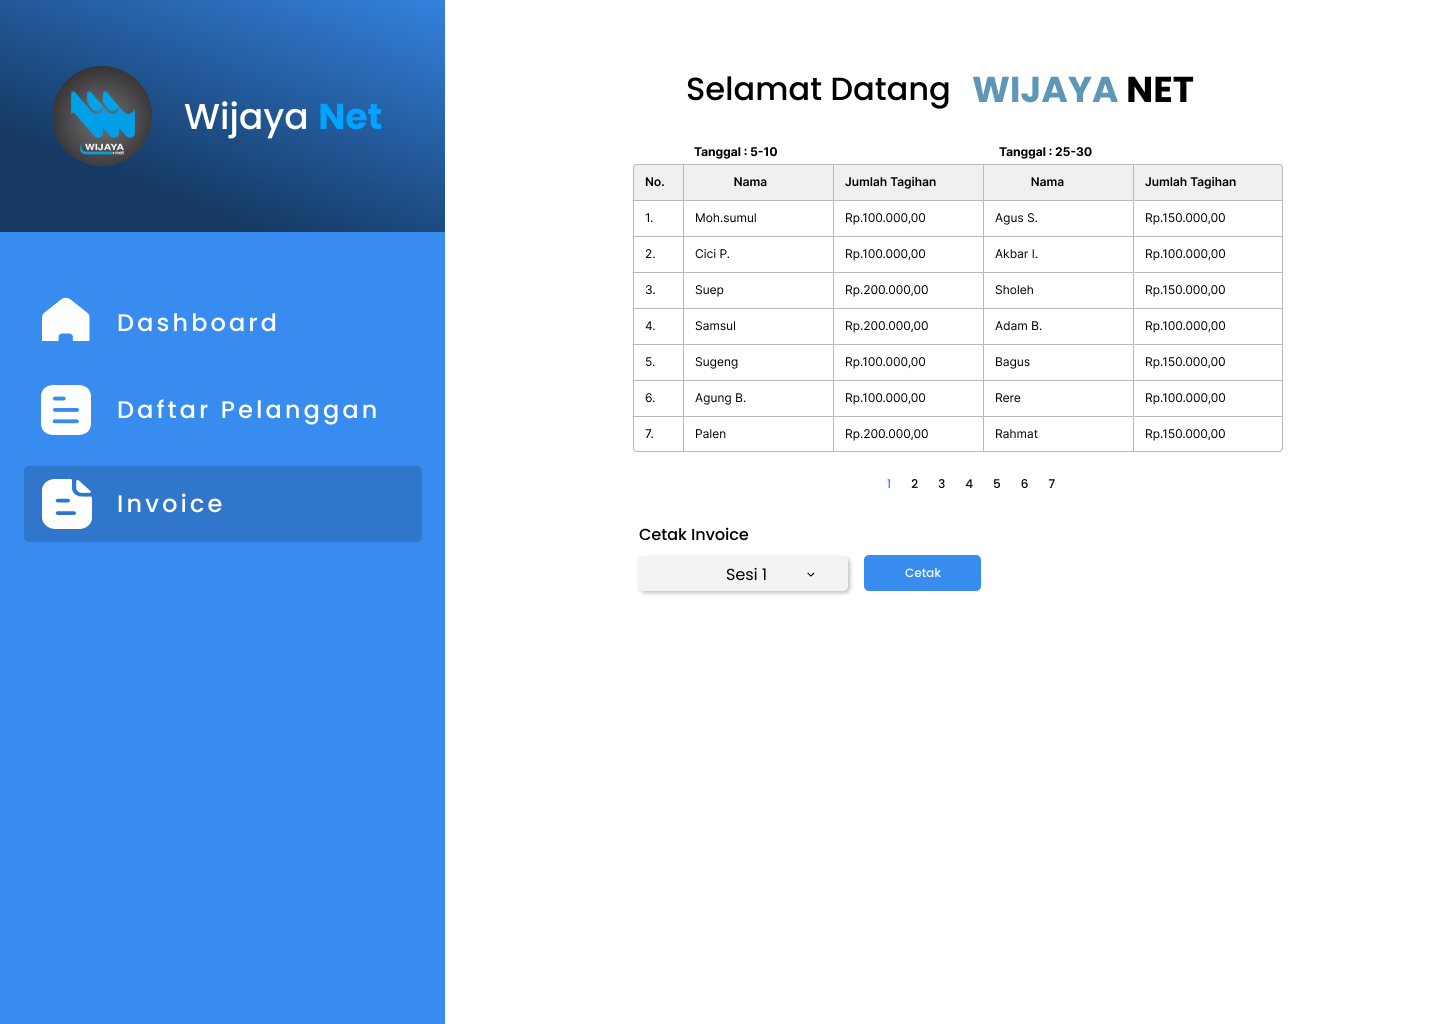 WIJAYA
net
Wijaya Net
Dashboard
Daftar Pelanggan
Invoice
Selamat Datang WIJAYA NET
Tanggal : 5-10 Tanggal : 25-30
No. Nama Jumlah Tagihan Nama Jumlah Tagihan
1. Moh.sumul Rp.100.000,00 Agus S. Rp.150.000,00
2. Cici P. Rp.100.000,00 Akbar I. Rp.100.000,00
3. Suep Rp.200.000,00 Sholeh Rp.150.000,00
4. Samsul Rp.200.000,00 Adam B. Rp.100.000,00
5. Sugeng Rp.100.000,00 Bagus Rp.150.000,00
6. Agung B. Rp.100.000,00 Rere Rp.100.000,00
7. Palen Rp.200.000,00 Rahmat Rp.150.000,00
1 2 3 4 5 6 7
Cetak Invoice
Sesi 1 Cetak